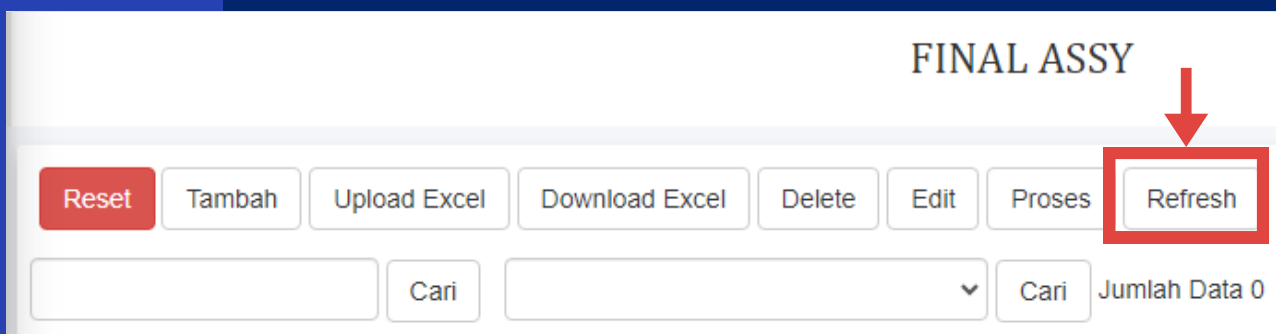 FINAL ASSY
Reset Tambah Upload Excel Download Excel Delete Edit Proses Refresh
Cari Cari Jumlah Data 0